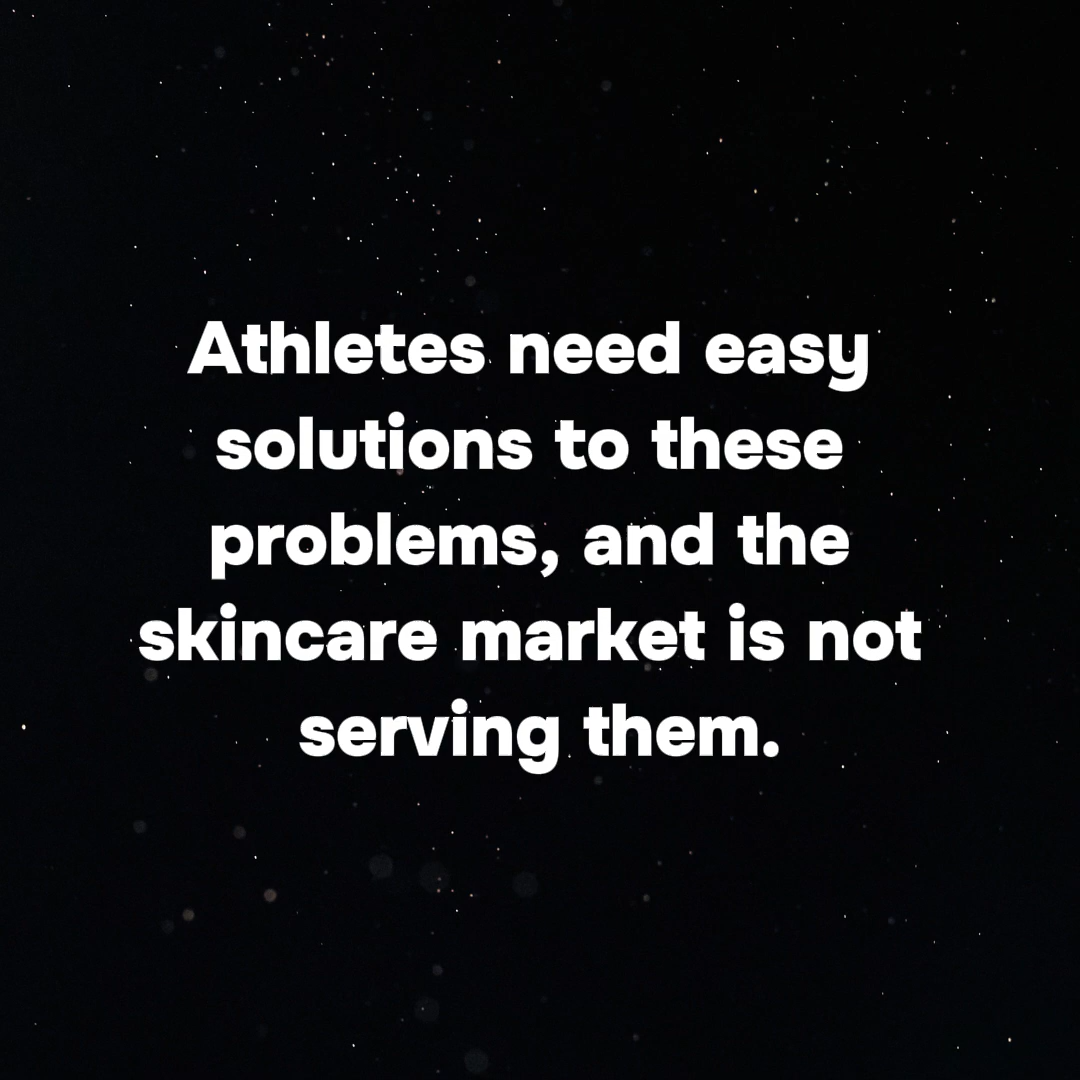 Athletes need easy
solutions to these
problems, and the
skincare market is not
serving them.